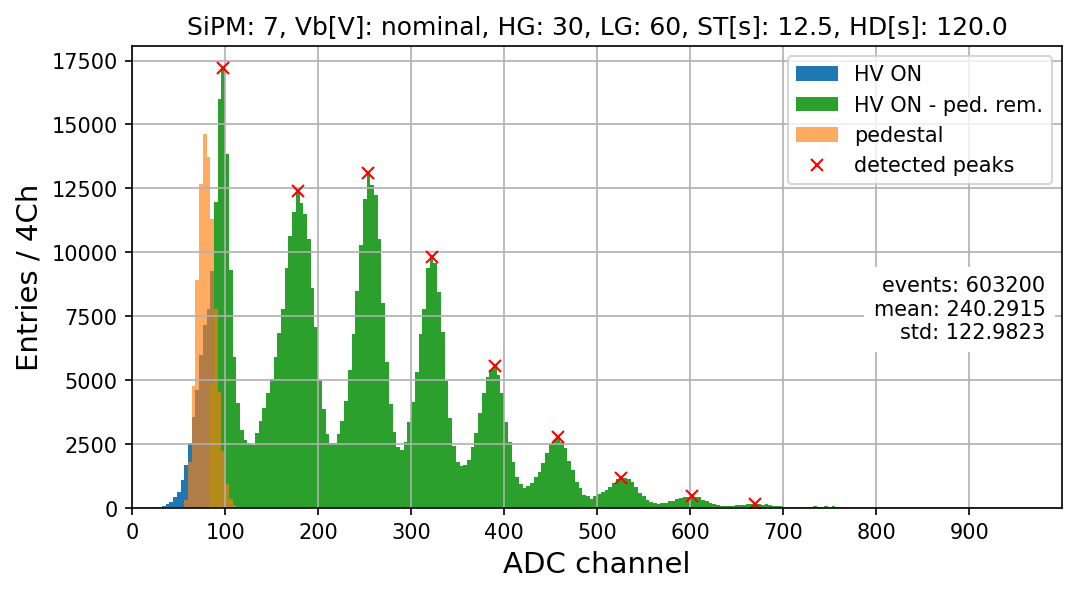 SiPM: 7, Vb[V]: nominal, HG: 30, LG: 60, ST[s]: 12.5, HD[s]: 120.0
HV ON
HV ON - ped. rem.
pedestal
detected peaks
events: 603200
mean: 240.2915
std: 122.9823
Entries / 4Ch
17500
15000
12500
10000
7500
5000
2500
0
0 100 200 300 400 500 600 700 800 900
ADC channel